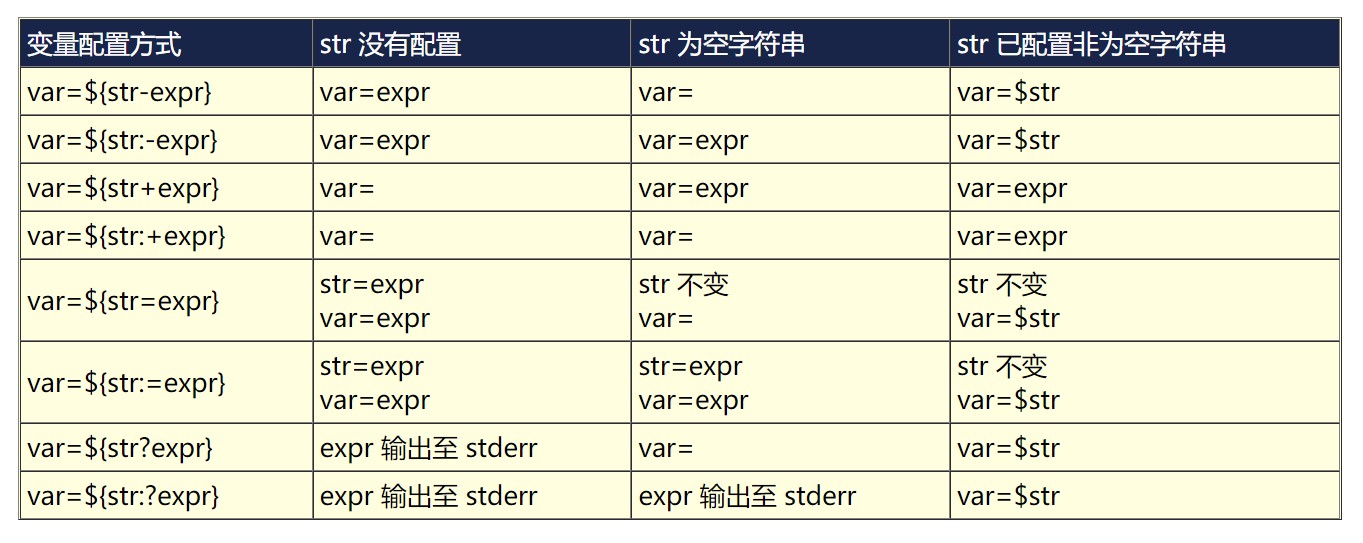 变量配置方式 str 没有配置 str 为空字符串 str 已配置非为空字符串
var=${str-expr} var=expr var= var=$str
var=${str:-expr} var=expr var=expr var=$str
var=${str+expr} var= var=expr var=expr
var=${str:+expr} var= var= var=expr
var=${str=expr} str=expr str 不变 str 不变
var=expr var= var=$str
var=${str:=expr} str=expr str=expr str 不变
var=expr var=expr var=$str
var=${str?expr} expr 输出至 stderr var= var=$str
var=${str:?expr} expr 输出至 stderr expr 输出至 stderr var=$str